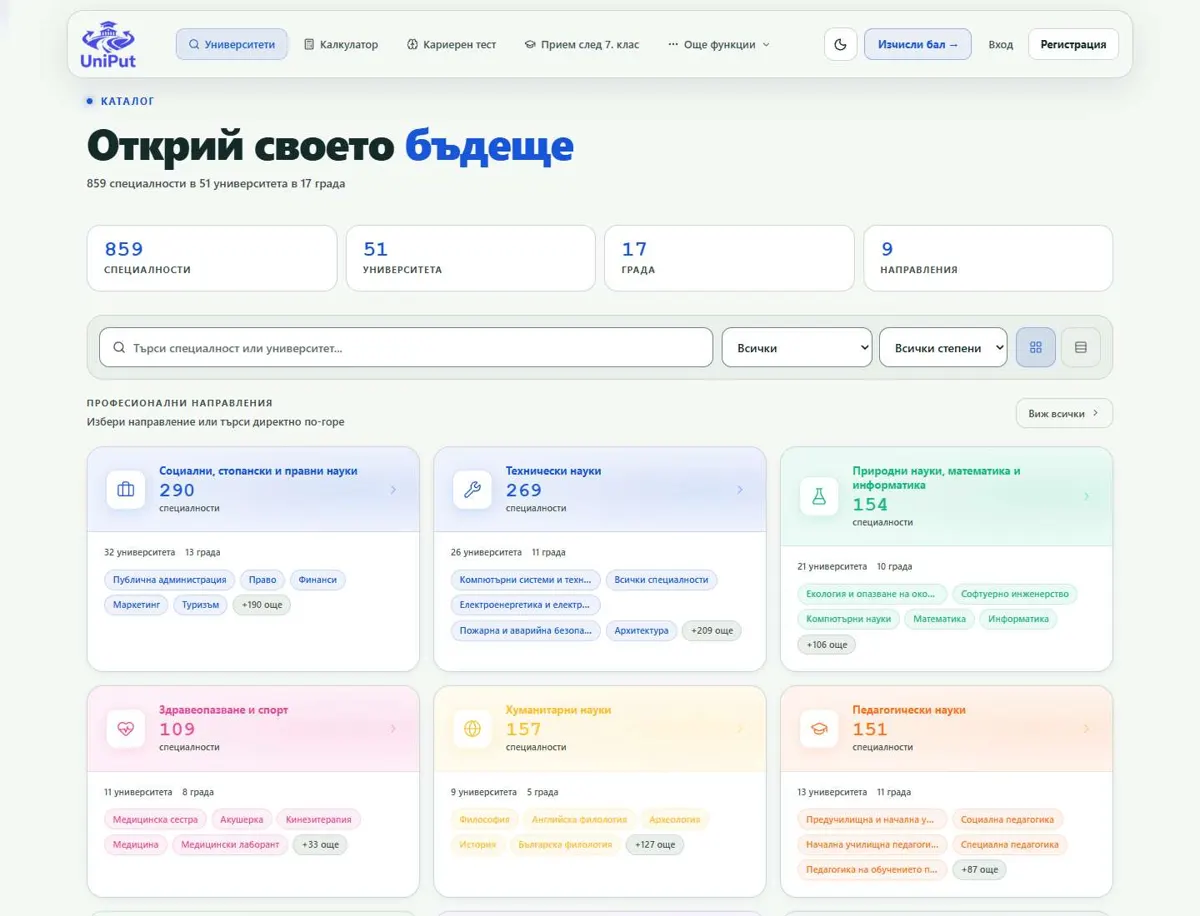 UniPut
Университети
Калкулатор
Кариерен тест
Прием след 7. клас
Още функции
Изчисли бал →
Вход
Регистрация
КАТАЛОГ
Открий своето бъдеще
859 специалности в 51 университета в 17 града
859
СПЕЦИАЛНОСТИ
51
УНИВЕРСИТЕТА
17
ГРАДА
9
НАПРАВЛЕНИЯ
Търси специалност или университет...
Всички
Всички степени
ПРОФЕСИОНАЛНИ НАПРАВЛЕНИЯ
Избери направление или търси директно по-горе
Виж всички
Социални, стопански и правни науки
290
специалности
32 университета 13 града
Публична администрация Право Финанси
Маркетинг Туризъм +190 още
Технически науки
269
специалности
26 университета 11 града
Компютърни системи и техн... Всички специалности
Електроенергетика и електр...
Пожарна и аварийна безопа... Архитектура +209 още
Природни науки, математика и
информатика
154
специалности
21 университета 10 града
Екология и опазване на око... Софтуерно инженерство
Компютърни науки Математика Информатика
+106 още
Здравеопазване и спорт
109
специалности
11 университета 8 града
Медицинска сестра Акушерка Кинезитерапия
Медицина Медицински лаборант +33 още
Хуманитарни науки
157
специалности
9 университета 5 града
Философия Английска филология Археология
История Българска филология +127 още
Педагогически науки
151
специалности
13 университета 11 града
Предучилищна и начална у... Социална педагогика
Начална училищна педагоги... Специална педагогика
Педагогика на обучението п... +87 още